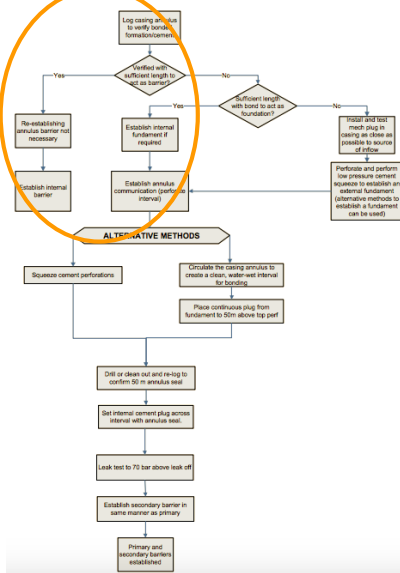 Log casing annulus
to verify bonded
formation/cement
Verified with
sufficient length to
act as barrier?
Yes
No
Sufficient length
with bond to act as
foundation?
Yes
No
Re-establishing
annulus barrier not
necessary
Establish internal
fundament if
required
Install and test
mech plug in
casing as close as
possible to source
of inflow
Establish internal
barrier
Establish annulus
communication (perforate
interval)
Perforate and perform
low pressure cement
squeeze to establish an
external fundament
(alternative methods to
establish a fundament
can be used)
ALTERNATIVE METHODS
Squeeze cement perforations
Circulate the casing annulus to
create a clean, water-wet interval
for bonding
Place continuous plug from
fundament to 50m above top perf
Drill or clean out and re-log to
confirm 50 m annulus seal
Set internal cement plug across
interval with annulus seal.
Leak test to 70 bar above leak off
Establish secondary barrier in
same manner as primary
Primary and
secondary barriers
established